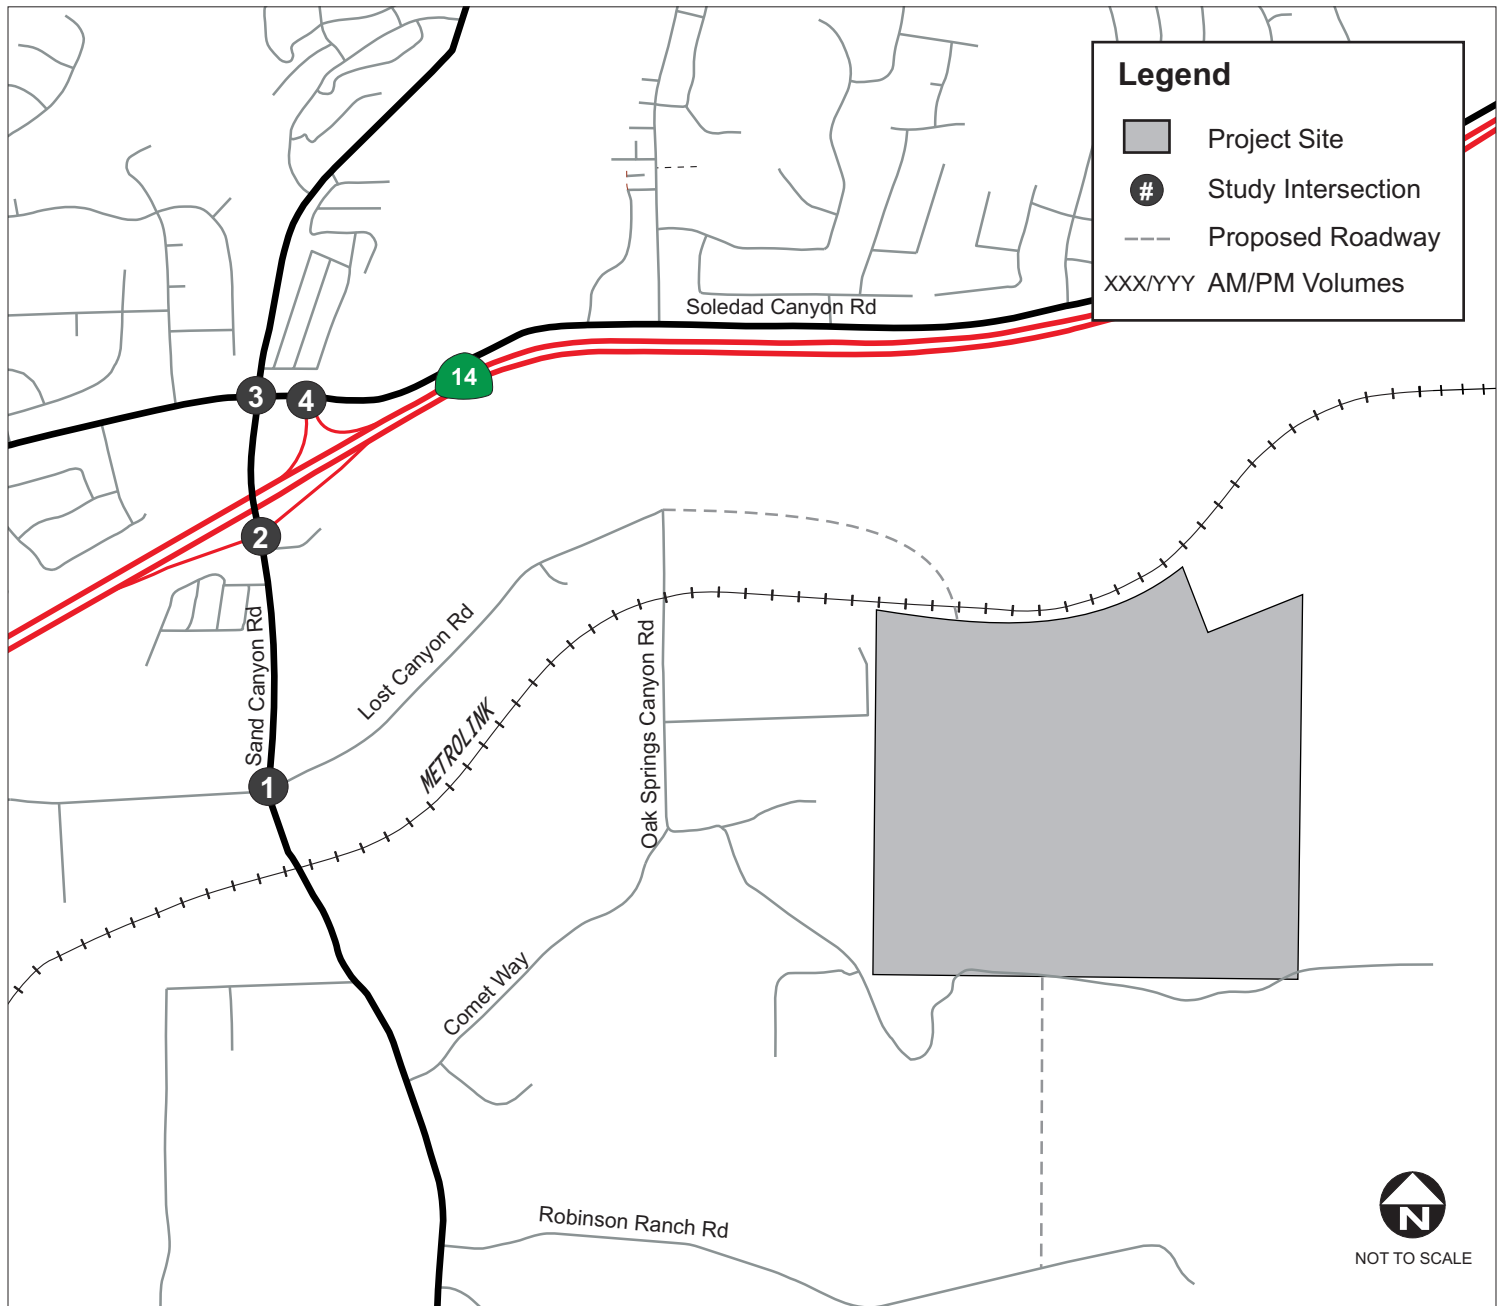 Legend
Project Site
# Study Intersection
Proposed Roadway
XXX/YYY AM/PM Volumes
Soledad Canyon Rd
14
3
4
2
Sand Canyon Rd
Lost Canyon Rd
METROLINK
Oak Springs Canyon Rd
1
Comet Way
Robinson Ranch Rd
N
NOT TO SCALE